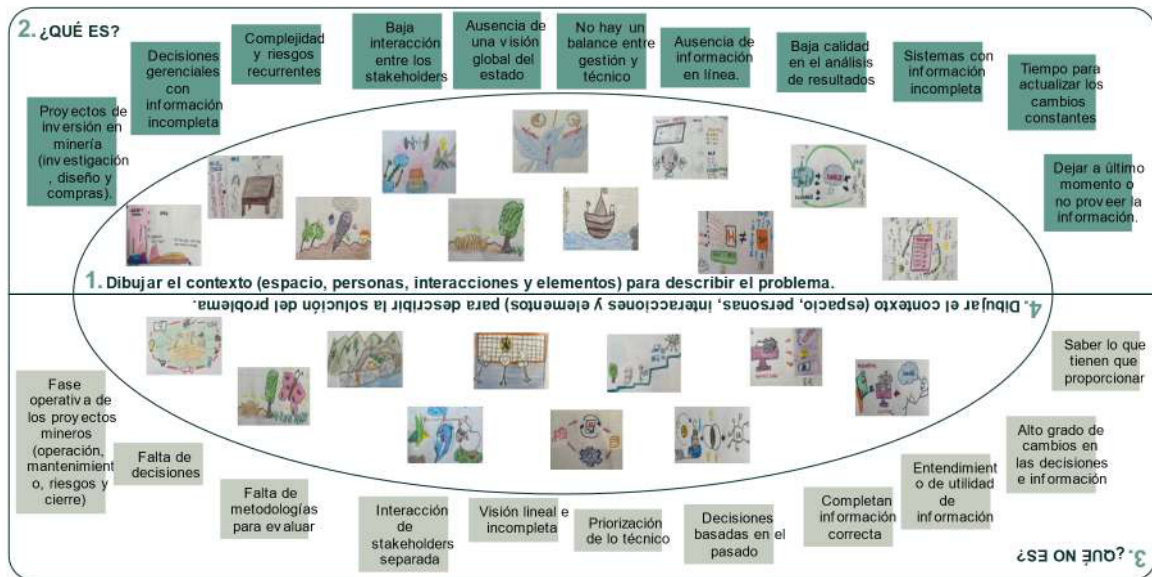 2. ¿QUÉ ES?
Proyectos de
inversión en
minería
(investigación
, diseño y
compras).
Decisiones
gerenciales
con
información
incompleta
Complejidad
y riesgos
recurrentes
Baja
interacción
entre los
stakeholders
Ausencia de
una visión
global del
estado
No hay un
balance entre
gestión y
técnico
Ausencia de
información
en línea.
Baja calidad
en el análisis
de resultados
Sistemas con
información
incompleta
Tiempo para
actualizar los
cambios
constantes
Dejar a último
momento o
no proveer la
información.
1. Dibujar el contexto (espacio, personas, interacciones y elementos) para describir el problema.
4. Dibujar el contexto (espacio, personas, interacciones y elementos) para describir la solución del problema.
Fase
operativa de
los proyectos
mineros
(operación,
mantenimient
o, riesgos y
cierre)
Falta de
decisiones
Falta de
metodologías
para evaluar
Interacción
de
stakeholders
separada
Visión lineal e
incompleta
Priorización
de lo técnico
Decisiones
basadas en el
pasado
Completan
información
correcta
Entendimient
o de utilidad
de
información
Alto grado de
cambios en
las decisiones
e información
Saber lo que
tienen que
proporcionar
3. ¿QUÉ NO ES?